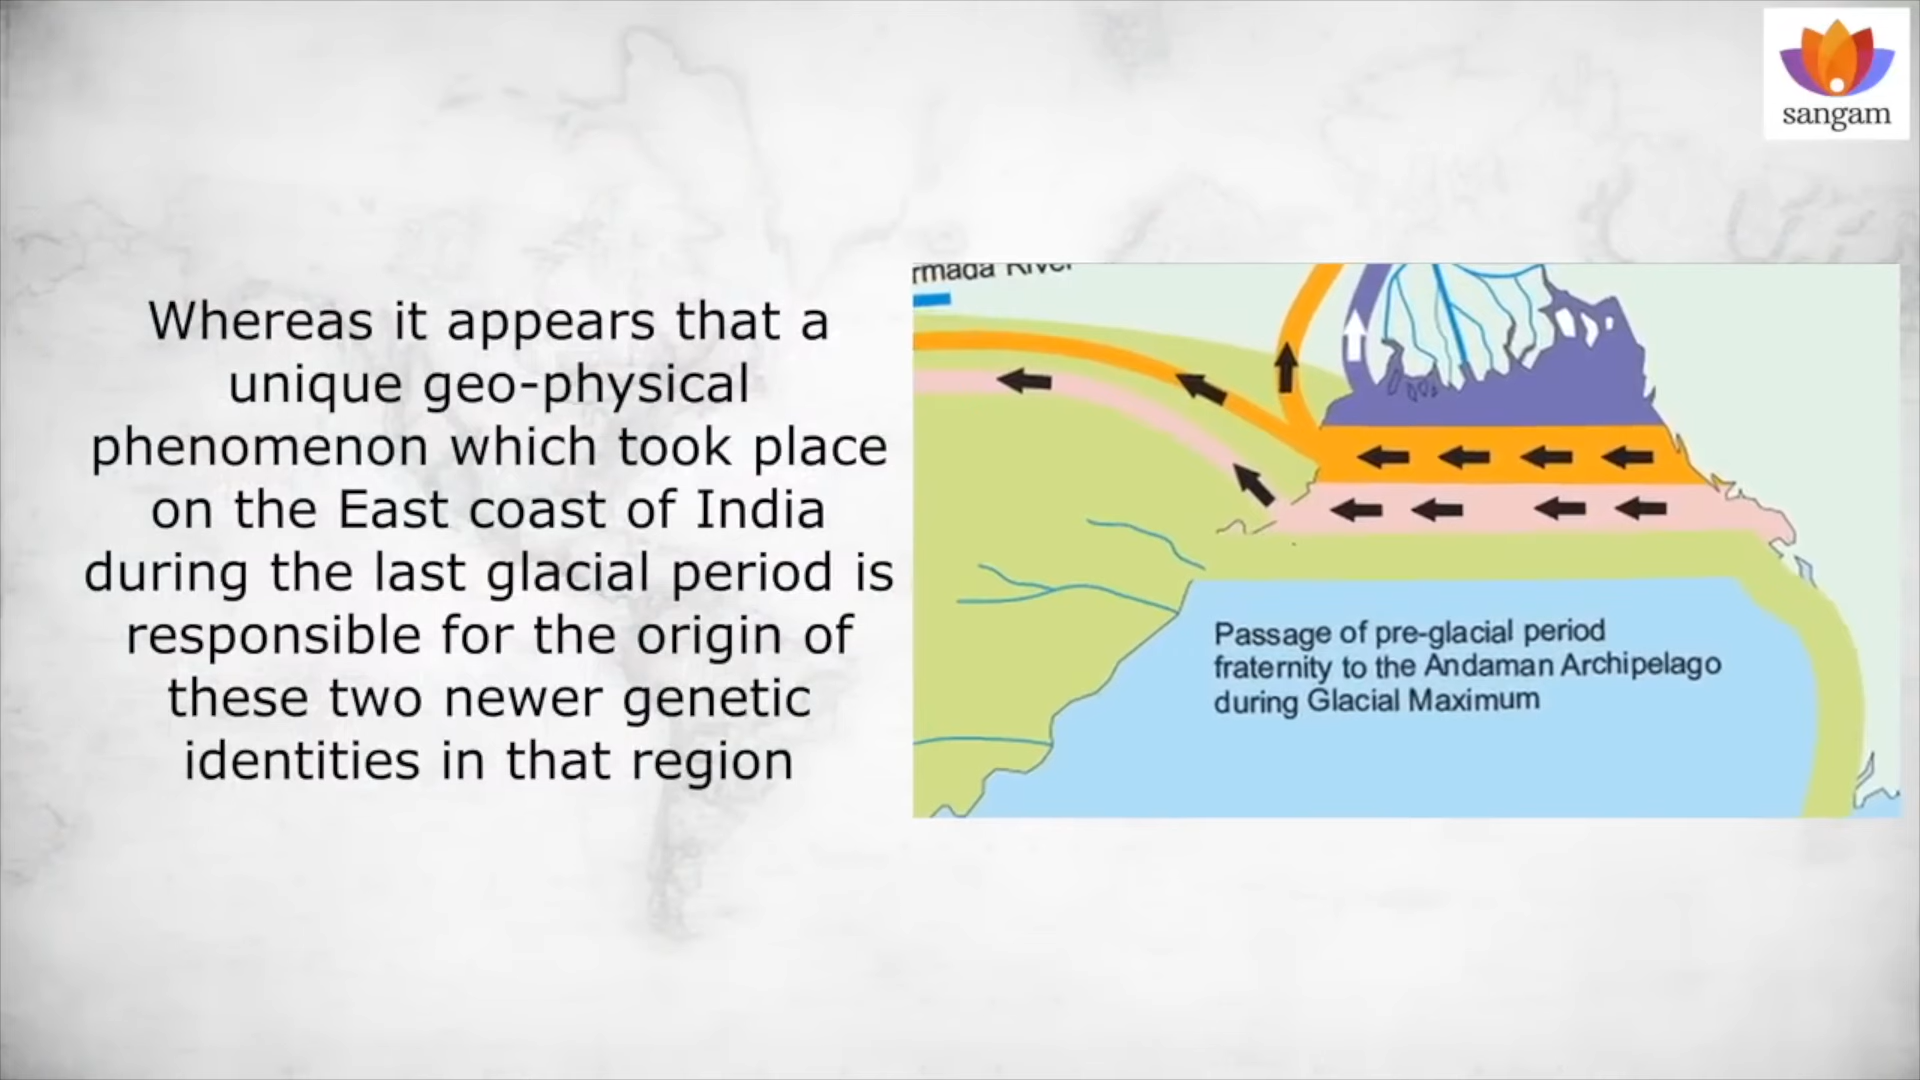 sangam
rmada River
Whereas it appears that a
unique geo-physical
phenomenon which took place
on the East coast of India
during the last glacial period is
responsible for the origin of
these two newer genetic
identities in that region
Passage of pre-glacial period
fraternity to the Andaman Archipelago
during Glacial Maximum